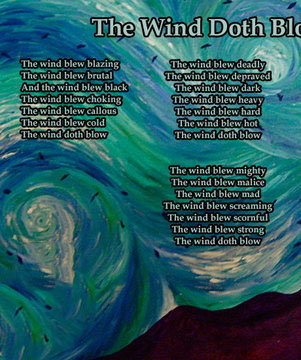 The Wind Doth Blo
The wind blew blazing
The wind blew brutal
And the wind blew black
The wind blew choking
The wind blew callous
The wind blew cold
The wind doth blow
The wind blew deadly
The wind blew depraved
The wind blew dark
The wind blew heavy
The wind blew hard
The wind blew hot
The wind doth blow
The wind blew mighty
The wind blew malice
The wind blew mad
The wind blew screaming
The wind blew scornful
The wind blew strong
The wind doth blow